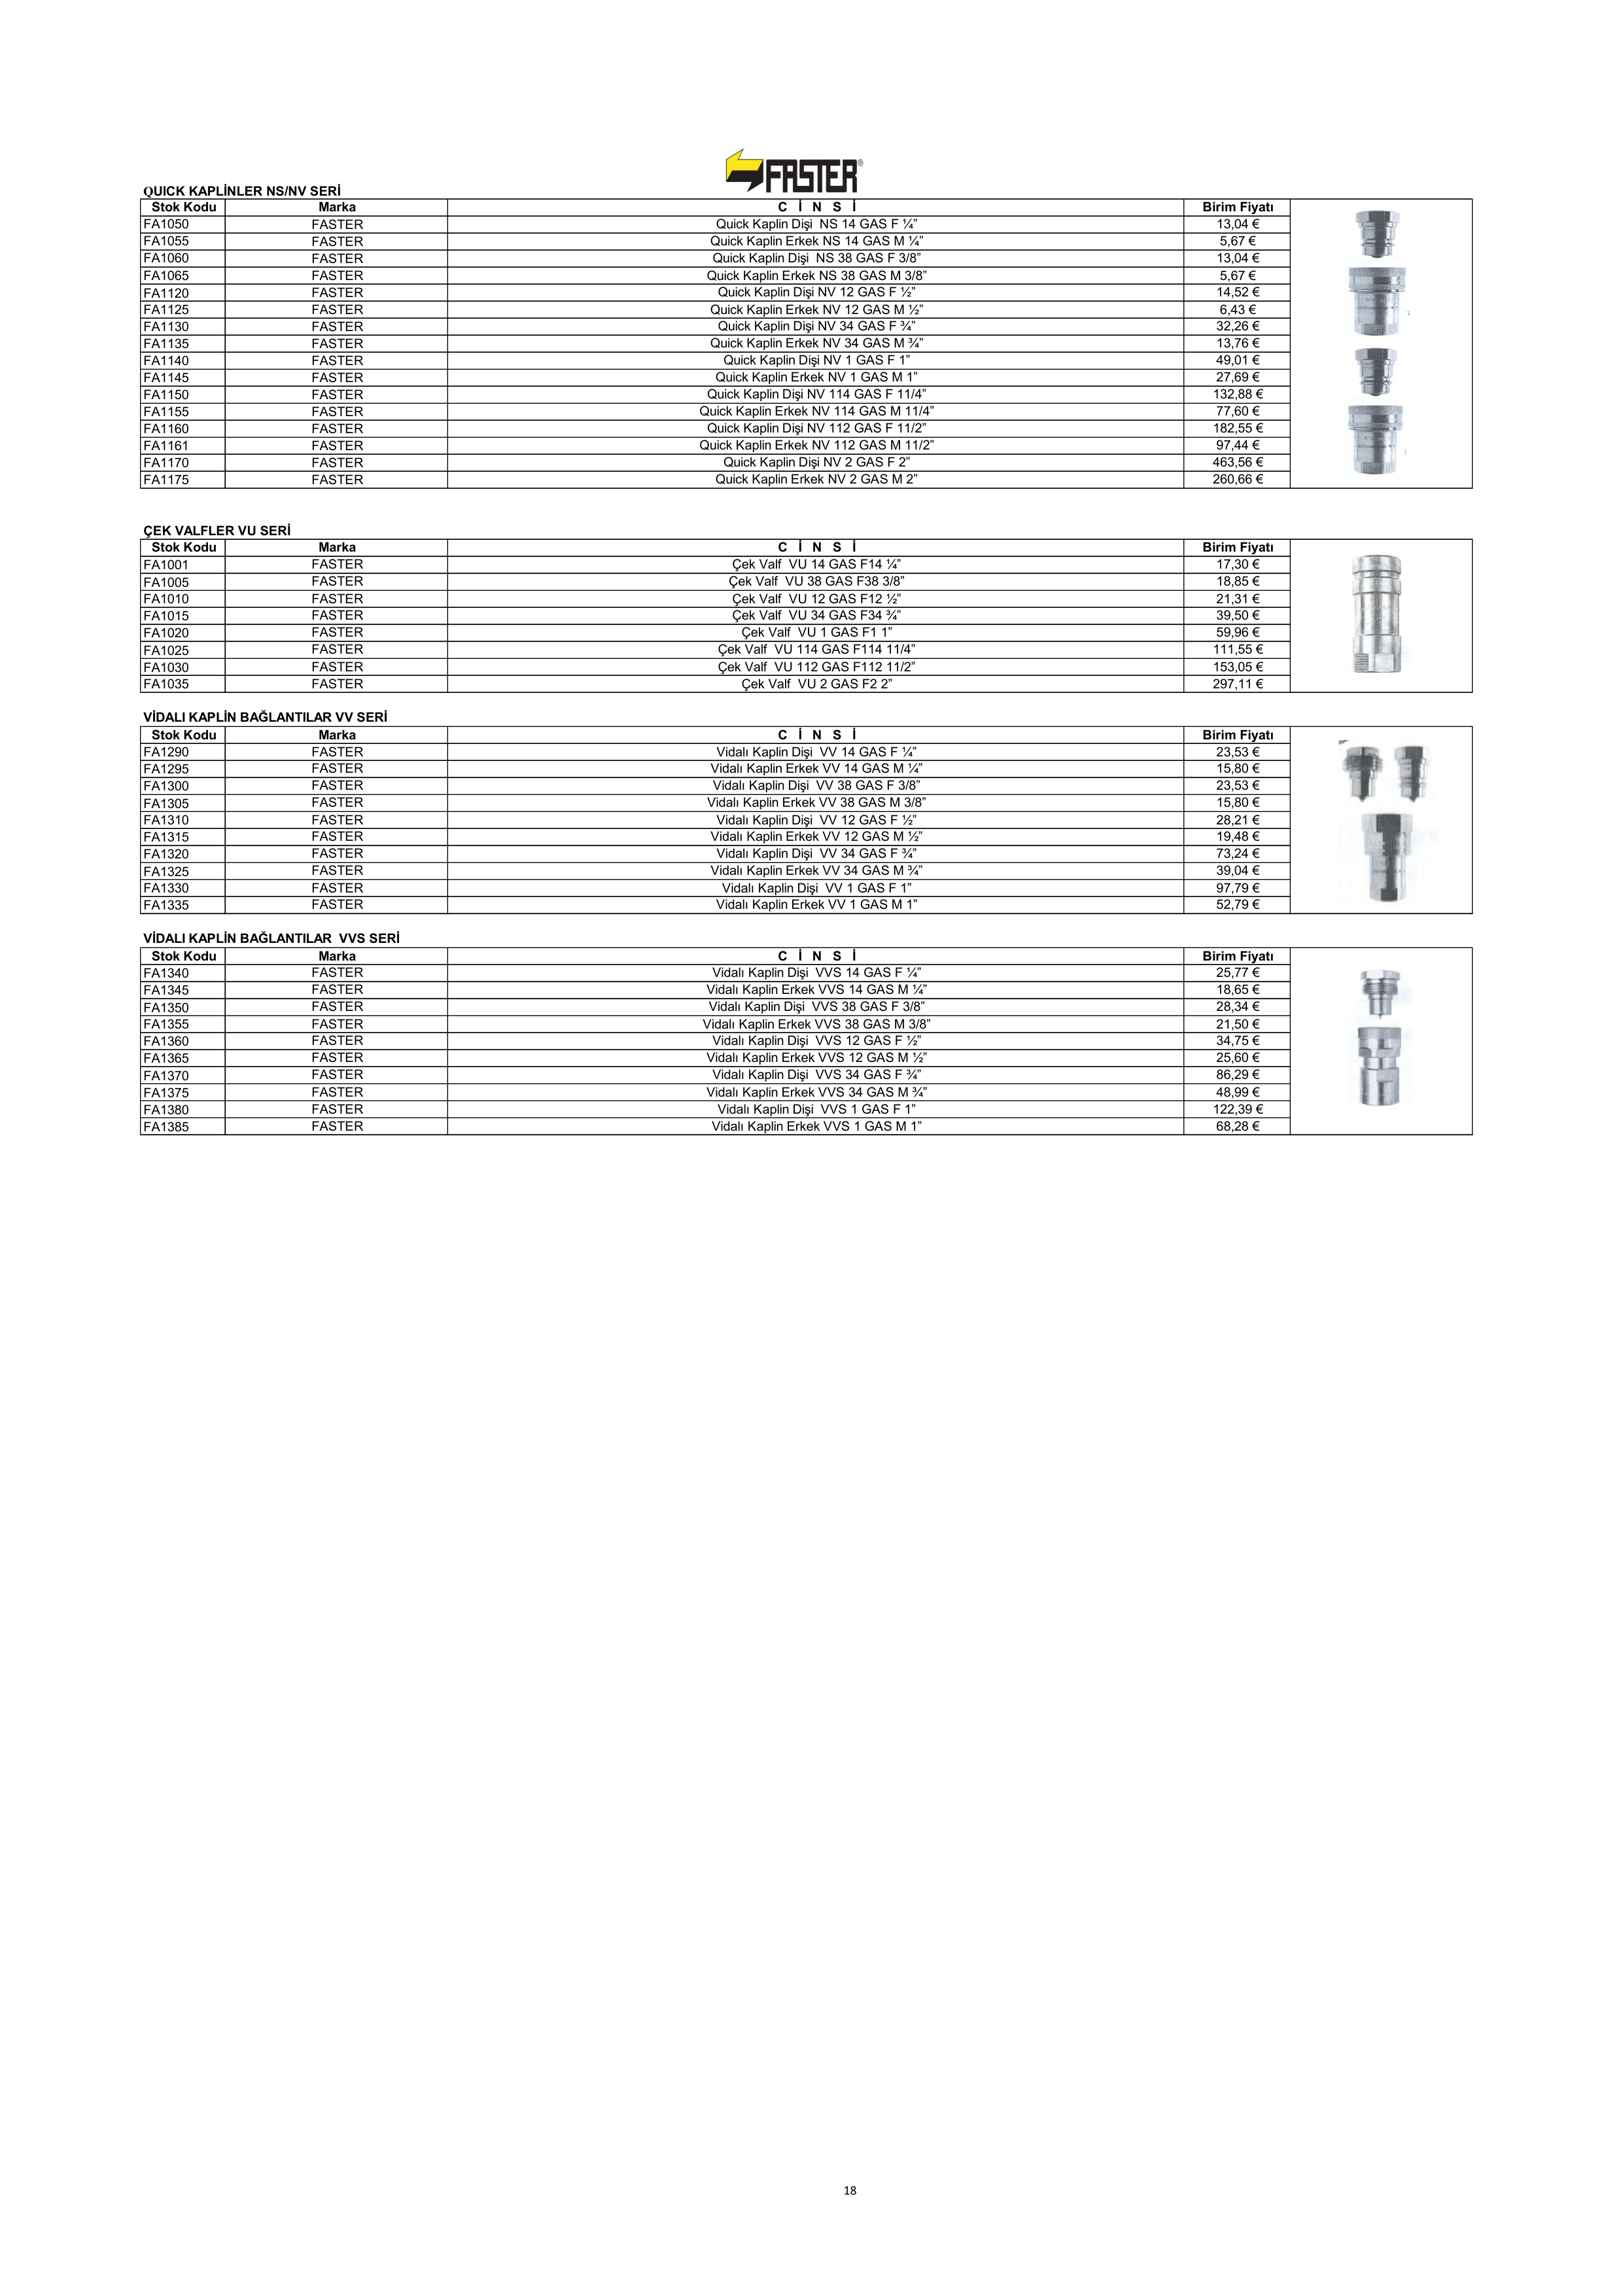 FASTER®
QUICK KAPLİNLER NS/NV SERİ
Stok Kodu Marka C İ N S İ Birim Fiyatı
FA1050 FASTER Quick Kaplin Dişi  NS 14 GAS F ¼” 13,04 €
FA1055 FASTER Quick Kaplin Erkek NS 14 GAS M ¼” 5,67 €
FA1060 FASTER Quick Kaplin Dişi  NS 38 GAS F 3/8” 13,04 €
FA1065 FASTER Quick Kaplin Erkek NS 38 GAS M 3/8” 5,67 €
FA1120 FASTER Quick Kaplin Dişi NV 12 GAS F ½” 14,52 €
FA1125 FASTER Quick Kaplin Erkek NV 12 GAS M ½” 6,43 €
FA1130 FASTER Quick Kaplin Dişi NV 34 GAS F ¾” 32,26 €
FA1135 FASTER Quick Kaplin Erkek NV 34 GAS M ¾” 13,76 €
FA1140 FASTER Quick Kaplin Dişi NV 1 GAS F 1” 49,01 €
FA1145 FASTER Quick Kaplin Erkek NV 1 GAS M 1” 27,69 €
FA1150 FASTER Quick Kaplin Dişi NV 114 GAS F 11/4” 132,88 €
FA1155 FASTER Quick Kaplin Erkek NV 114 GAS M 11/4” 77,60 €
FA1160 FASTER Quick Kaplin Dişi NV 112 GAS F 11/2” 182,55 €
FA1161 FASTER Quick Kaplin Erkek NV 112 GAS M 11/2” 97,44 €
FA1170 FASTER Quick Kaplin Dişi NV 2 GAS F 2” 463,56 €
FA1175 FASTER Quick Kaplin Erkek NV 2 GAS M 2” 260,66 €
ÇEK VALFLER VU SERİ
Stok Kodu Marka C İ N S İ Birim Fiyatı
FA1001 FASTER Çek Valf  VU 14 GAS F14 ¼” 17,30 €
FA1005 FASTER Çek Valf  VU 38 GAS F38 3/8” 18,85 €
FA1010 FASTER Çek Valf  VU 12 GAS F12 ½” 21,31 €
FA1015 FASTER Çek Valf  VU 34 GAS F34 ¾” 39,50 €
FA1020 FASTER Çek Valf  VU 1 GAS F1 1” 59,96 €
FA1025 FASTER Çek Valf  VU 114 GAS F114 11/4” 111,55 €
FA1030 FASTER Çek Valf  VU 112 GAS F112 11/2” 153,05 €
FA1035 FASTER Çek Valf  VU 2 GAS F2 2” 297,11 €
VİDALI KAPLİN BAĞLANTILAR VV SERİ
Stok Kodu Marka C İ N S İ Birim Fiyatı
FA1290 FASTER Vidalı Kaplin Dişi  VV 14 GAS F ¼” 23,53 €
FA1295 FASTER Vidalı Kaplin Erkek VV 14 GAS M ¼” 15,80 €
FA1300 FASTER Vidalı Kaplin Dişi  VV 38 GAS F 3/8” 23,53 €
FA1305 FASTER Vidalı Kaplin Erkek VV 38 GAS M 3/8” 15,80 €
FA1310 FASTER Vidalı Kaplin Dişi  VV 12 GAS F ½” 28,21 €
FA1315 FASTER Vidalı Kaplin Erkek VV 12 GAS M ½” 19,48 €
FA1320 FASTER Vidalı Kaplin Dişi  VV 34 GAS F ¾” 73,24 €
FA1325 FASTER Vidalı Kaplin Erkek VV 34 GAS M ¾” 39,04 €
FA1330 FASTER Vidalı Kaplin Dişi  VV 1 GAS F 1” 97,79 €
FA1335 FASTER Vidalı Kaplin Erkek VV 1 GAS M 1” 52,79 €
VİDALI KAPLİN BAĞLANTILAR  VVS SERİ
Stok Kodu Marka C İ N S İ Birim Fiyatı
FA1340 FASTER Vidalı Kaplin Dişi  VVS 14 GAS F ¼” 25,77 €
FA1345 FASTER Vidalı Kaplin Erkek VVS 14 GAS M ¼” 18,65 €
FA1350 FASTER Vidalı Kaplin Dişi  VVS 38 GAS F 3/8” 28,34 €
FA1355 FASTER Vidalı Kaplin Erkek VVS 38 GAS M 3/8” 21,50 €
FA1360 FASTER Vidalı Kaplin Dişi  VVS 12 GAS F ½” 34,75 €
FA1365 FASTER Vidalı Kaplin Erkek VVS 12 GAS M ½” 25,60 €
FA1370 FASTER Vidalı Kaplin Dişi  VVS 34 GAS F ¾” 86,29 €
FA1375 FASTER Vidalı Kaplin Erkek VVS 34 GAS M ¾” 48,99 €
FA1380 FASTER Vidalı Kaplin Dişi  VVS 1 GAS F 1” 122,39 €
FA1385 FASTER Vidalı Kaplin Erkek VVS 1 GAS M 1” 68,28 €
18